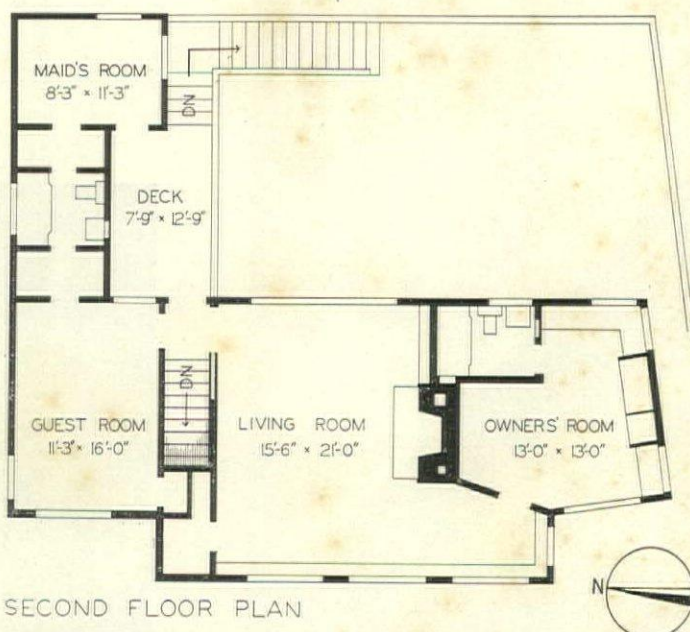 MAID'S ROOM
8'-3" × 11'-3"
DN
DECK
7'-9" × 12'-9"
DN
GUEST ROOM
11'-3" × 16'-0"
LIVING ROOM
15'-6" × 21'-0"
OWNERS' ROOM
13'-0" × 13'-0"
N
SECOND FLOOR PLAN